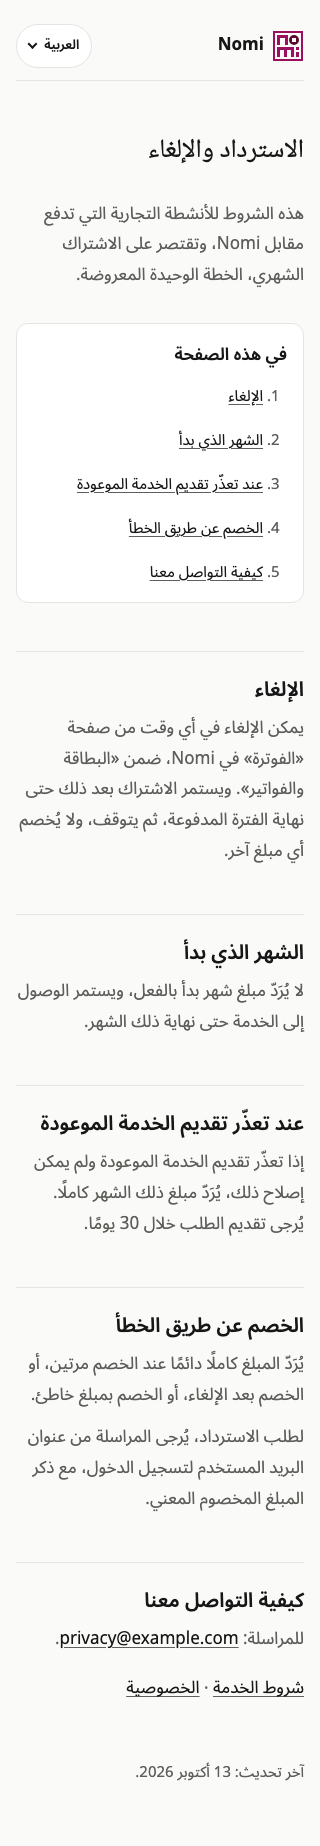 Nomi
العربية
الاسترداد والإلغاء
هذه الشروط للأنشطة التجارية التي تدفع
مقابل Nomi، وتقتصر على الاشتراك
الشهري، الخطة الوحيدة المعروضة.
في هذه الصفحة
1. الإلغاء
2. الشهر الذي بدأ
3. عند تعذّر تقديم الخدمة الموعودة
4. الخصم عن طريق الخطأ
5. كيفية التواصل معنا
الإلغاء
يمكن الإلغاء في أي وقت من صفحة
«الفوترة» في Nomi، ضمن «البطاقة
والفواتير». ويستمر الاشتراك بعد ذلك حتى
نهاية الفترة المدفوعة، ثم يتوقف، ولا يُخصم
أي مبلغ آخر.
الشهر الذي بدأ
لا يُرَدّ مبلغ شهر بدأ بالفعل، ويستمر الوصول
إلى الخدمة حتى نهاية ذلك الشهر.
عند تعذّر تقديم الخدمة الموعودة
إذا تعذّر تقديم الخدمة الموعودة ولم يمكن
إصلاح ذلك، يُرَدّ مبلغ ذلك الشهر كاملًا.
يُرجى تقديم الطلب خلال 30 يومًا.
الخصم عن طريق الخطأ
يُرَدّ المبلغ كاملًا دائمًا عند الخصم مرتين، أو
الخصم بعد الإلغاء، أو الخصم بمبلغ خاطئ.
لطلب الاسترداد، يُرجى المراسلة من عنوان
البريد المستخدم لتسجيل الدخول، مع ذكر
المبلغ المخصوم المعني.
كيفية التواصل معنا
للمراسلة: privacy@example.com.
شروط الخدمة · الخصوصية
آخر تحديث: 13 أكتوبر 2026.